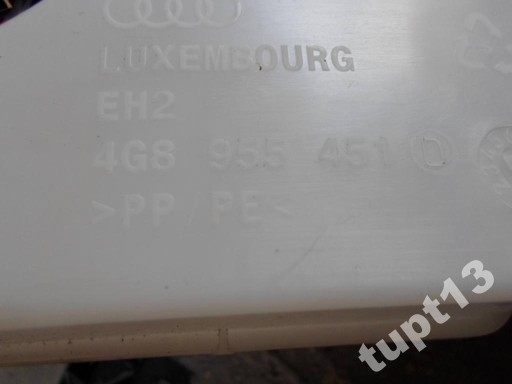 LUXEMBOURG
EH2
4G8 955 451
>PP/PE<
tupt13